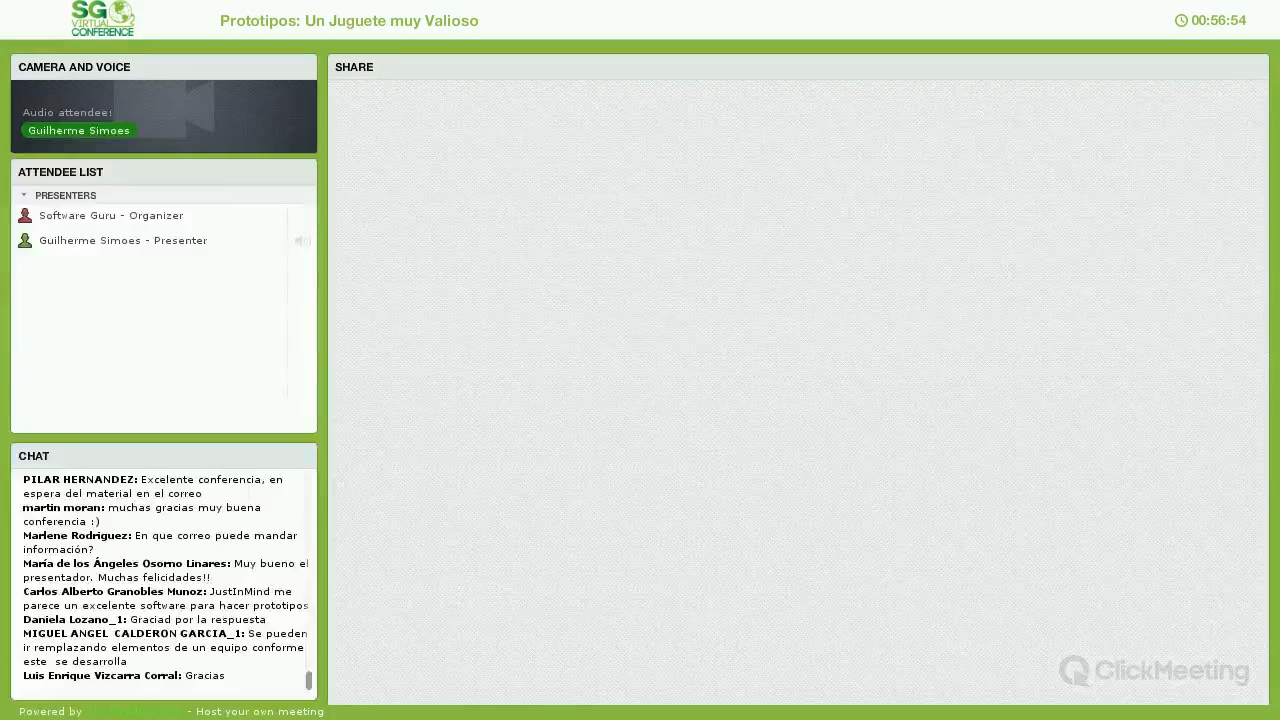 SG
VIRTUAL
CONFERENCE
Prototipos: Un Juguete muy Valioso
00:56:54
CAMERA AND VOICE
Audio attendee:
Guilherme Simoes
ATTENDEE LIST
PRESENTERS
Software Guru - Organizer
Guilherme Simoes - Presenter
CHAT
PILAR HERNANDEZ: Excelente conferencia, en
espera del material en el correo
martin moran: muchas gracias muy buena
conferencia :)
Marlene Rodriguez: En que correo puede mandar
información?
María de los Ángeles Osorno Linares: Muy bueno el
presentador. Muchas felicidades!!
Carlos Alberto Granobles Munoz: JustInMind me
parece un excelente software para hacer prototipos
Daniela Lozano_1: Graciad por la respuesta
MIGUEL ANGEL CALDERON GARCIA_1: Se pueden
ir remplazando elementos de un equipo conforme
este se desarrolla
Luis Enrique Vizcarra Corral: Gracias
Powered by - Host your own meeting
SHARE
ClickMeeting